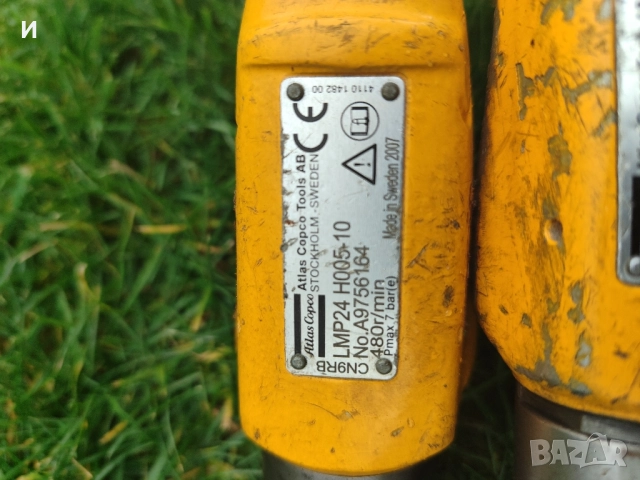 и
4110 1482 00
CE
Atlas Copco
Atlas Copco Tools AB
STOCKHOLM - SWEDEN
LMP24 H005-10
No.A9756164
480r/min
Pmax 7 bar(e)
Made in Sweden 2007
CN9RB
BAZAR